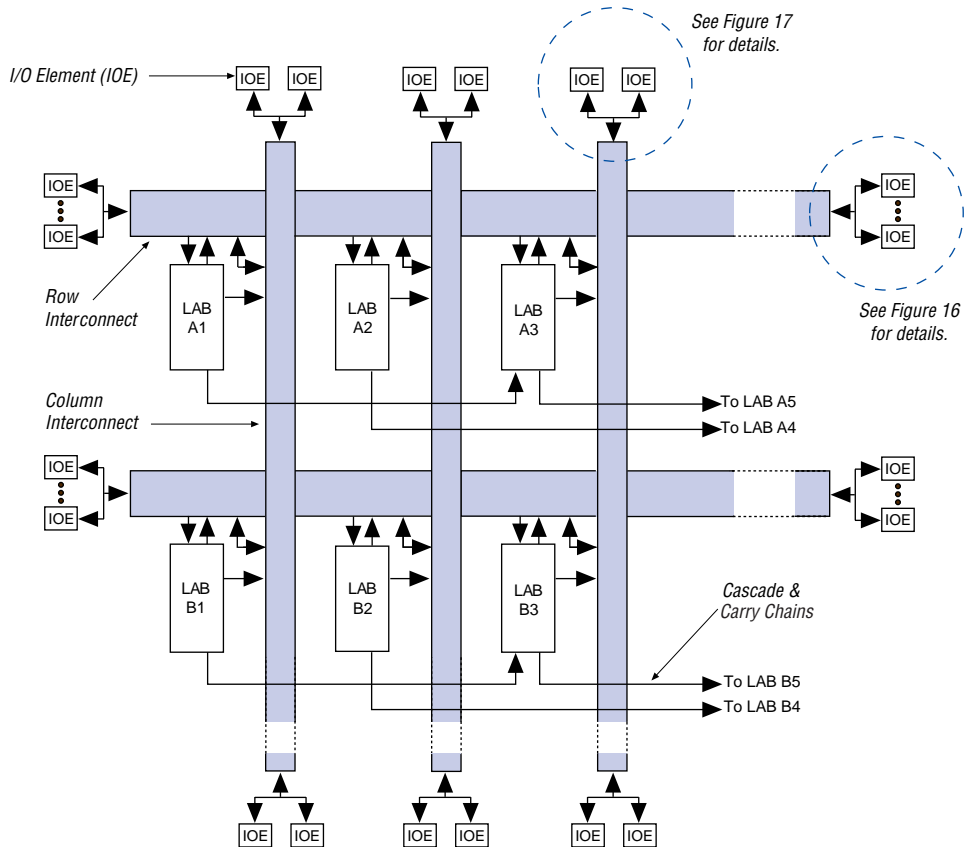 See Figure 17
for details.
I/O Element (IOE)
IOE IOE IOE IOE IOE IOE
IOE IOE
IOE IOE
Row
Interconnect
LAB
A1
LAB
A2
LAB
A3
See Figure 16
for details.
Column
Interconnect
To LAB A5
To LAB A4
IOE IOE
IOE IOE
LAB
B1
LAB
B2
LAB
B3
Cascade &
Carry Chains
To LAB B5
To LAB B4
IOE IOE IOE IOE IOE IOE